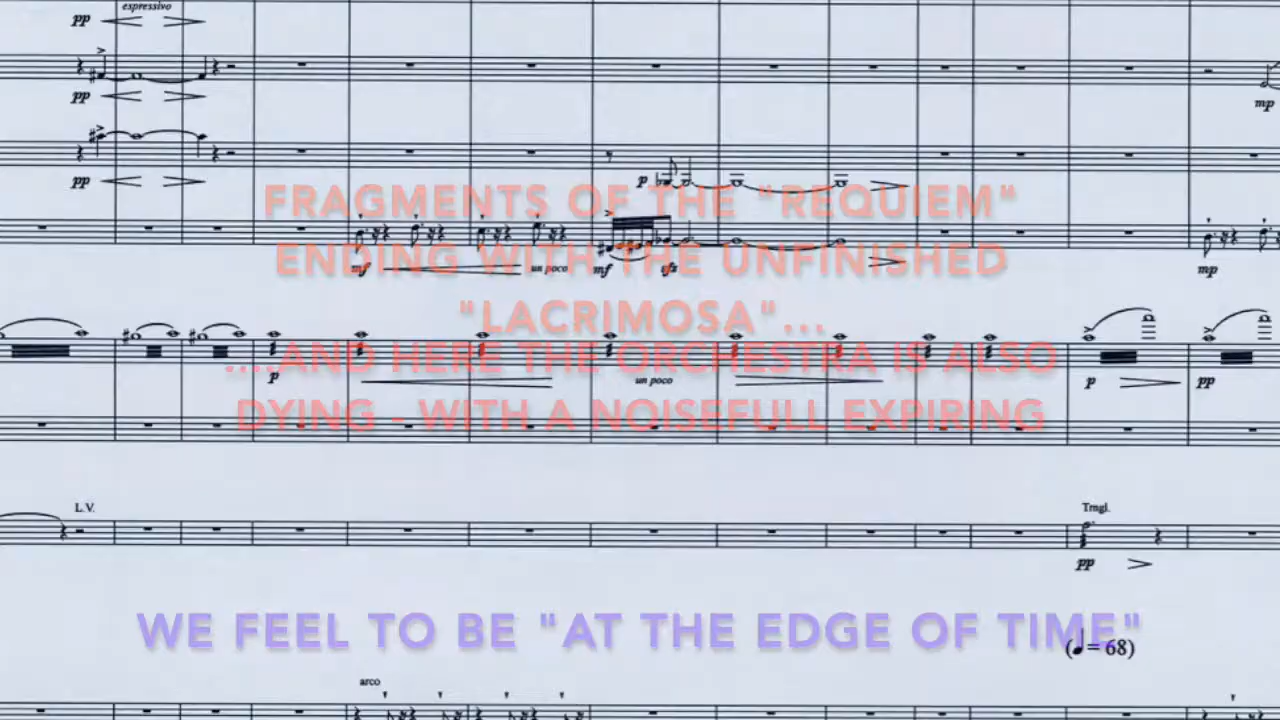 pp
espressivo
pp
pp
p
FRAGMENTS OF THE "REQUIEM"
ENDING WITH THE UNFINISHED
"LACRIMOSA"...
....AND HERE THE ORCHESTRA IS ALSO
DYING - WITH A NOISEFULL EXPIRING
mp
mf
un poco
mf
sfz
mp
p
un poco
p
pp
L.V.
Trngl.
pp
WE FEEL TO BE "AT THE EDGE OF TIME"
(♩= 68)
arco